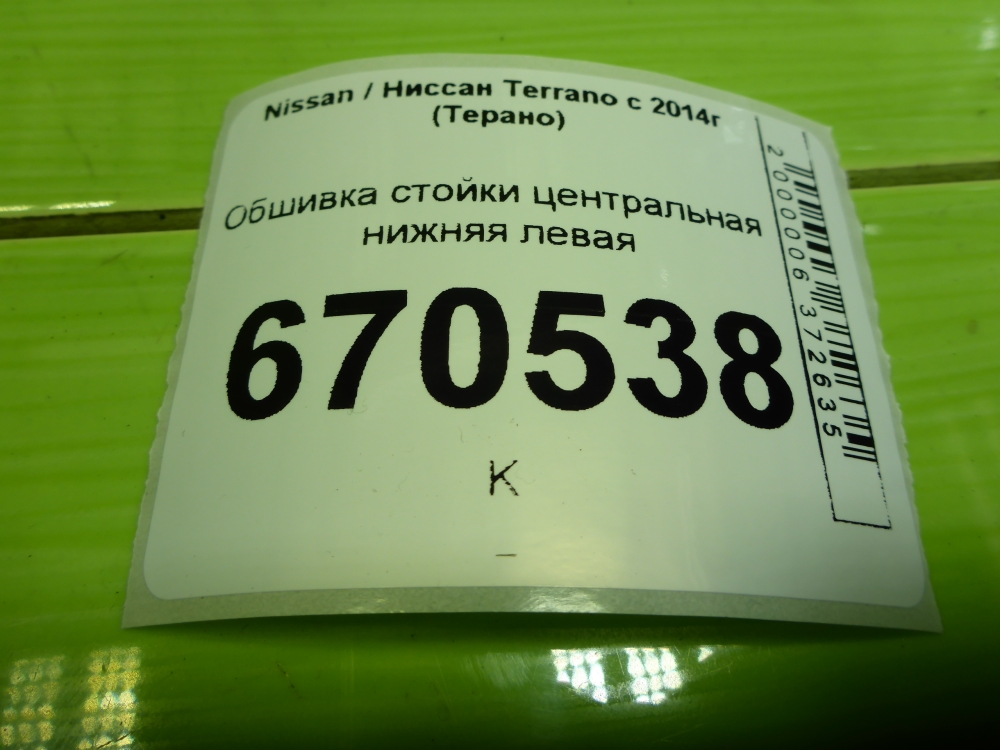 Nissan / Ниссан Terrano с 2014г
(Терано)
Обшивка стойки центральная
нижняя левая
670538
К
–
2000006372635